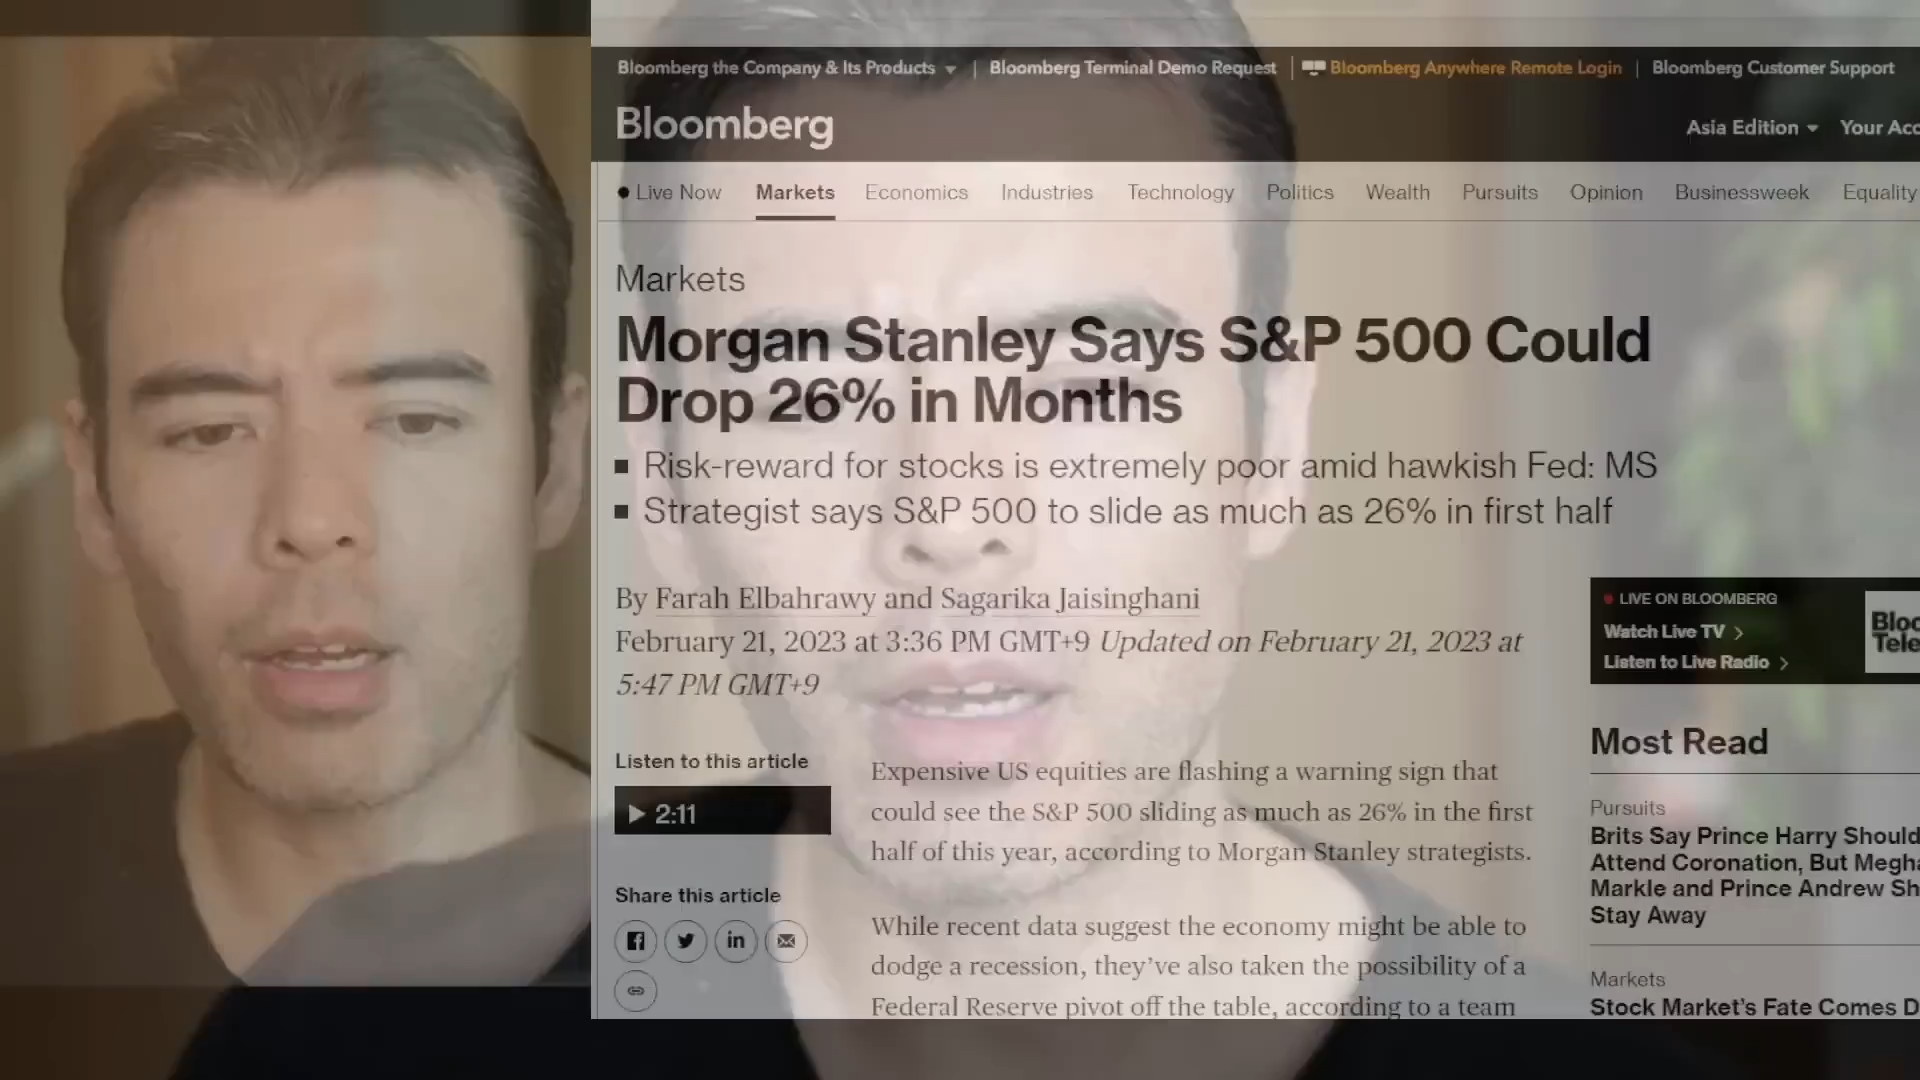 Bloomberg the Company & Its Products | Bloomberg Terminal Demo Request | Bloomberg Anywhere Remote Login | Bloomberg Customer Support
Bloomberg
Asia Edition Your
Live Now Markets Economics Industries Technology Politics Wealth Pursuits Opinion Businessweek Equality
Markets
Morgan Stanley Says S&P 500 Could
Drop 26% in Months
Risk-reward for stocks is extremely poor amid hawkish Fed: MS
Strategist says S&P 500 to slide as much as 26% in first half
By Farah Elbahrawy and Sagarika Jaisinghani
February 21, 2023 at 3:36 PM GMT+9 Updated on February 21, 2023 at
5:47 PM GMT+9
Listen to this article
2:11
Share this article
Expensive US equities are flashing a warning sign that
could see the S&P 500 sliding as much as 26% in the first
half of this year, according to Morgan Stanley strategists.
While recent data suggest the economy might be able to
dodge a recession, they've also taken the possibility of a
Federal Reserve pivot off the table, according to a team
LIVE ON BLOOMBERG
Watch Live TV
Listen to Live Radio
Most Read
Pursuits
Brits Say Prince Harry Should
Attend Coronation, But
Markle and Prince Andrew
Stay Away
Markets
Stock Market's Fate Comes